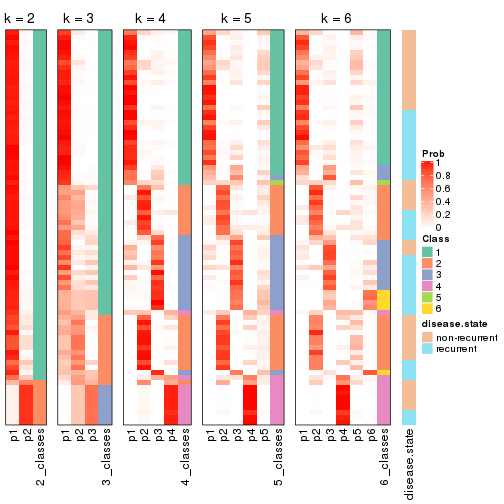 k = 2
k = 3
k = 4
k = 5
k = 6
p1
p2
2_classes
p1
p2
p3
3_classes
p1
p2
p3
p4
4_classes
p1
p2
p3
p4
p5
5_classes
p1
p2
p3
p4
p5
p6
6_classes
disease.state
Prob
1
0.8
0.6
0.4
0.2
0
Class
1
2
3
4
5
6
disease.state
non-recurrent
recurrent